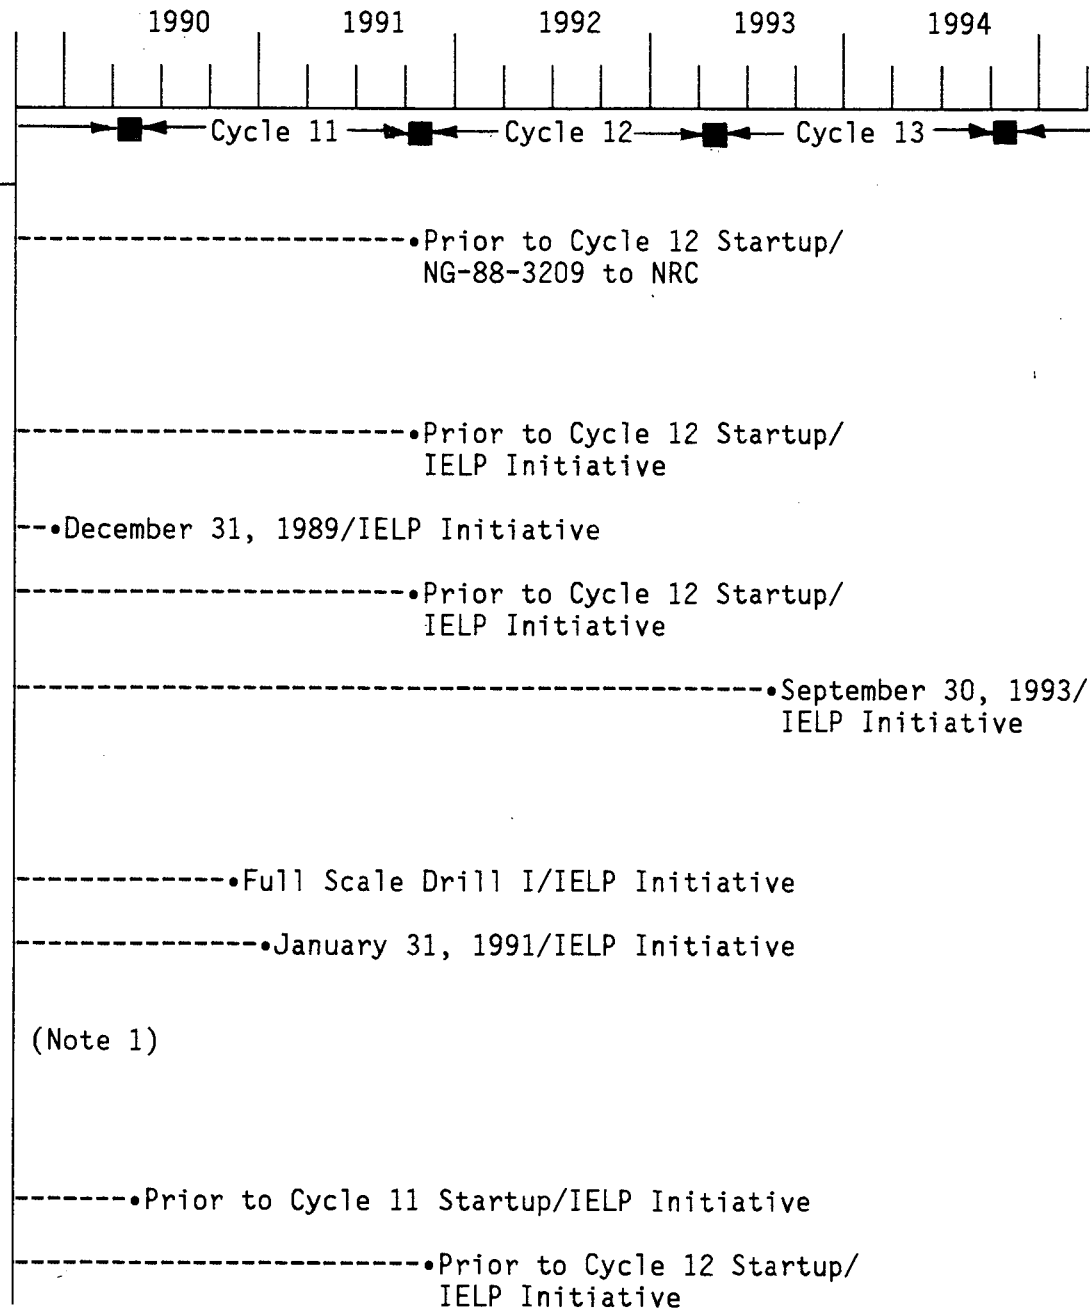 1990 1991 1992 1993 1994
Cycle 11 Cycle 12 Cycle 13
Prior to Cycle 12 Startup/
NG-88-3209 to NRC
Prior to Cycle 12 Startup/
IELP Initiative
December 31, 1989/IELP Initiative
Prior to Cycle 12 Startup/
IELP Initiative
September 30, 1993/
IELP Initiative
Full Scale Drill I/IELP Initiative
January 31, 1991/IELP Initiative
(Note 1)
Prior to Cycle 11 Startup/IELP Initiative
Prior to Cycle 12 Startup/
IELP Initiative